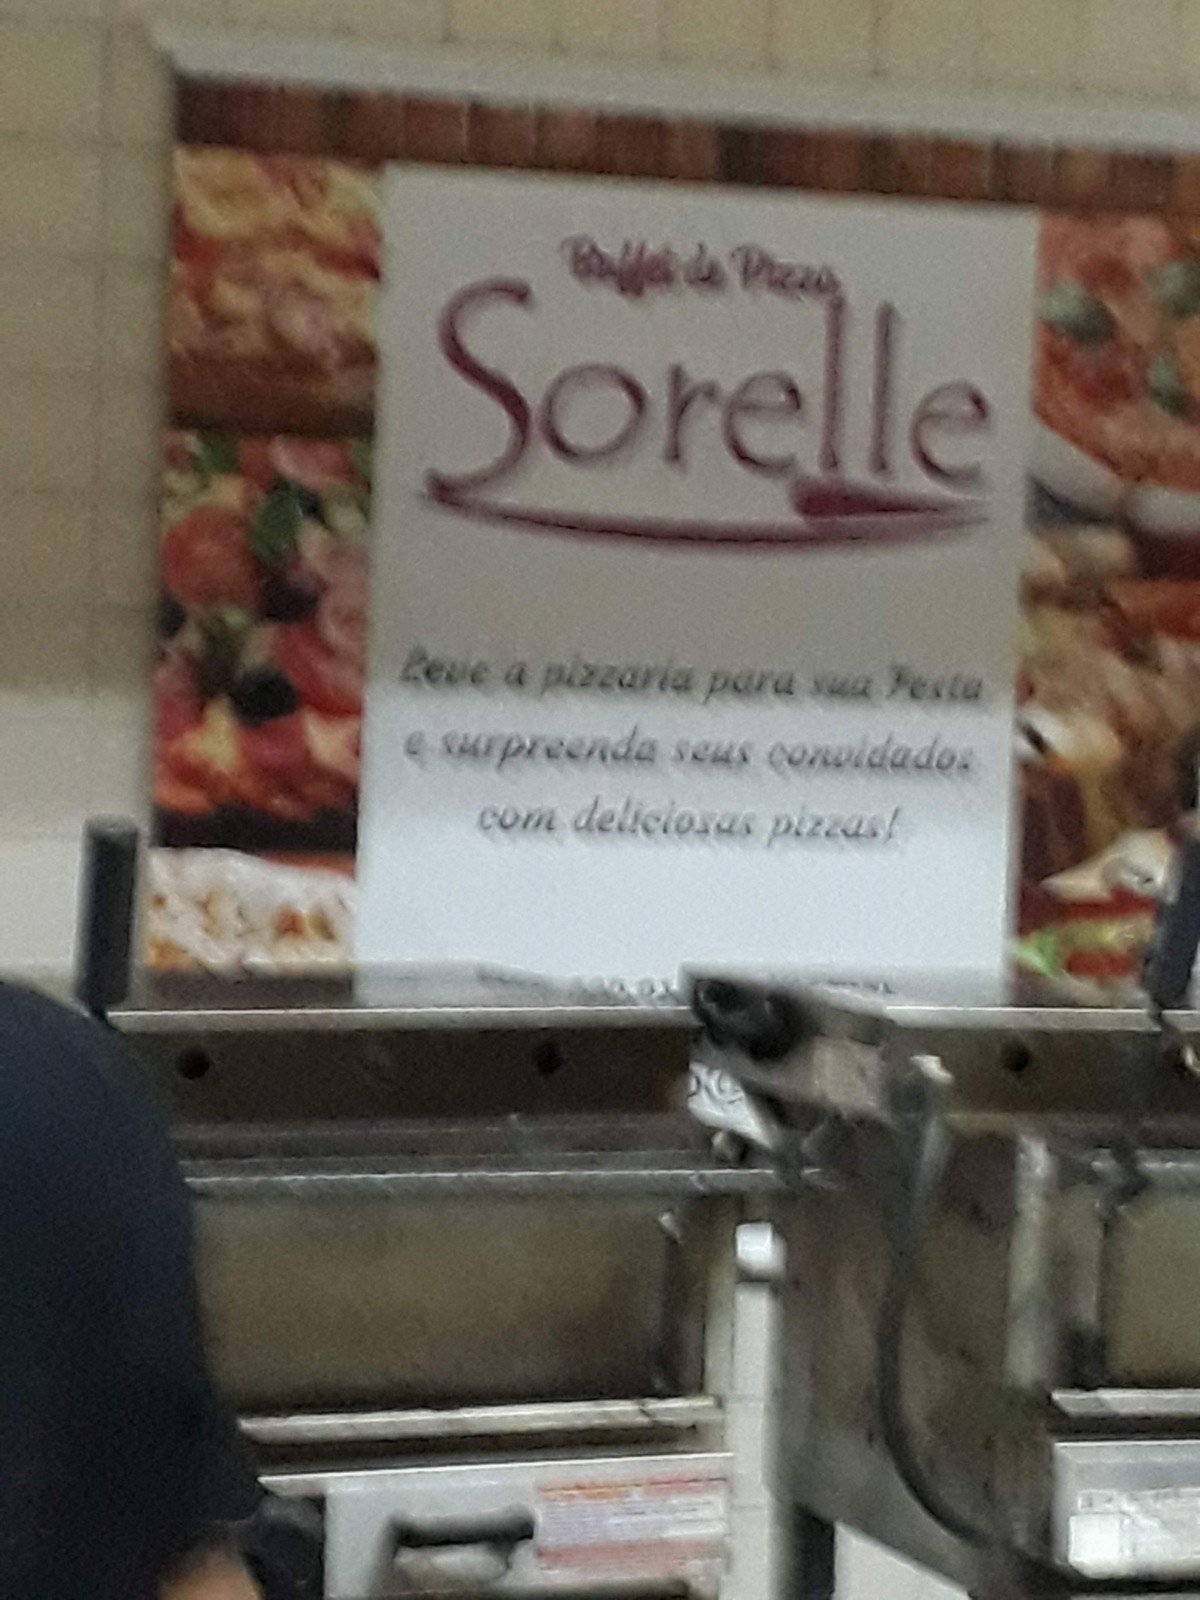 Buffet de Pizza
Sorelle
Leve a pizzaria para sua Festa
e surpreenda seus convidados
com deliciosas pizzas!